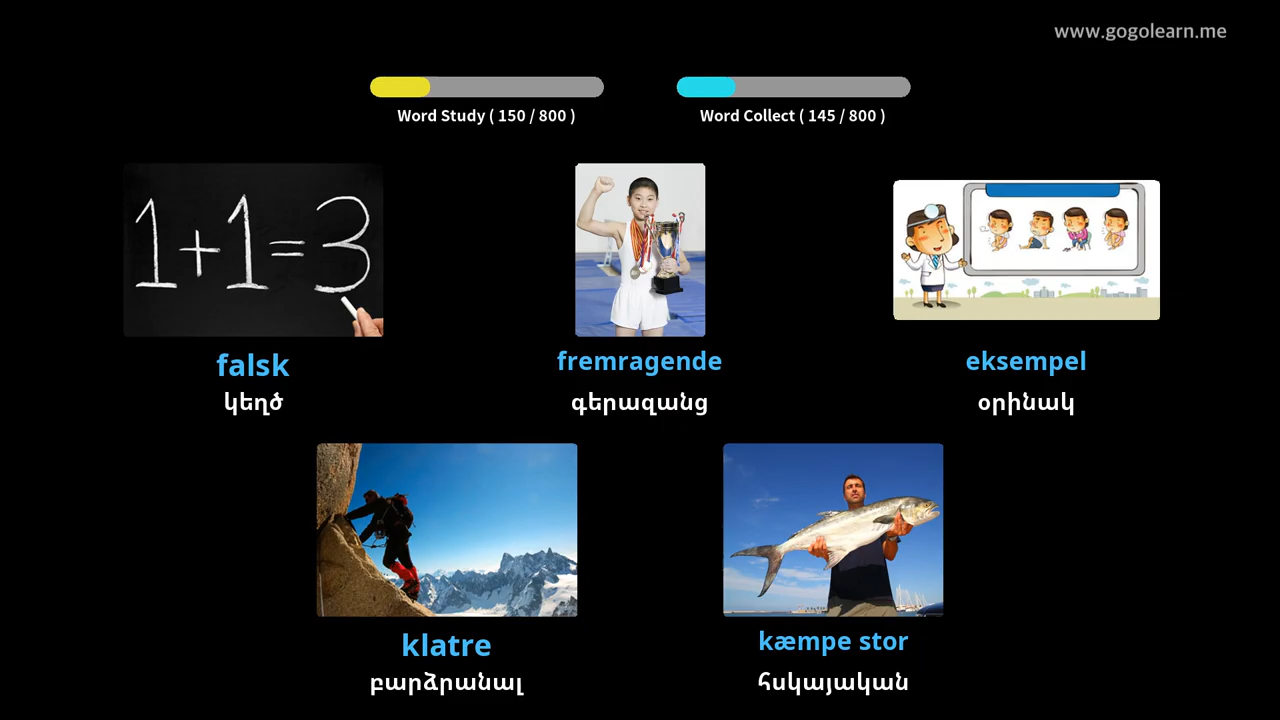 www.gogolearn.me
Word Study ( 150 / 800 )
Word Collect ( 145 / 800 )
1+1=3
falsk
կեղծ
fremragende
գերազանց
eksempel
օրինակ
klatre
բարձրանալ
kæmpe stor
հսկայական